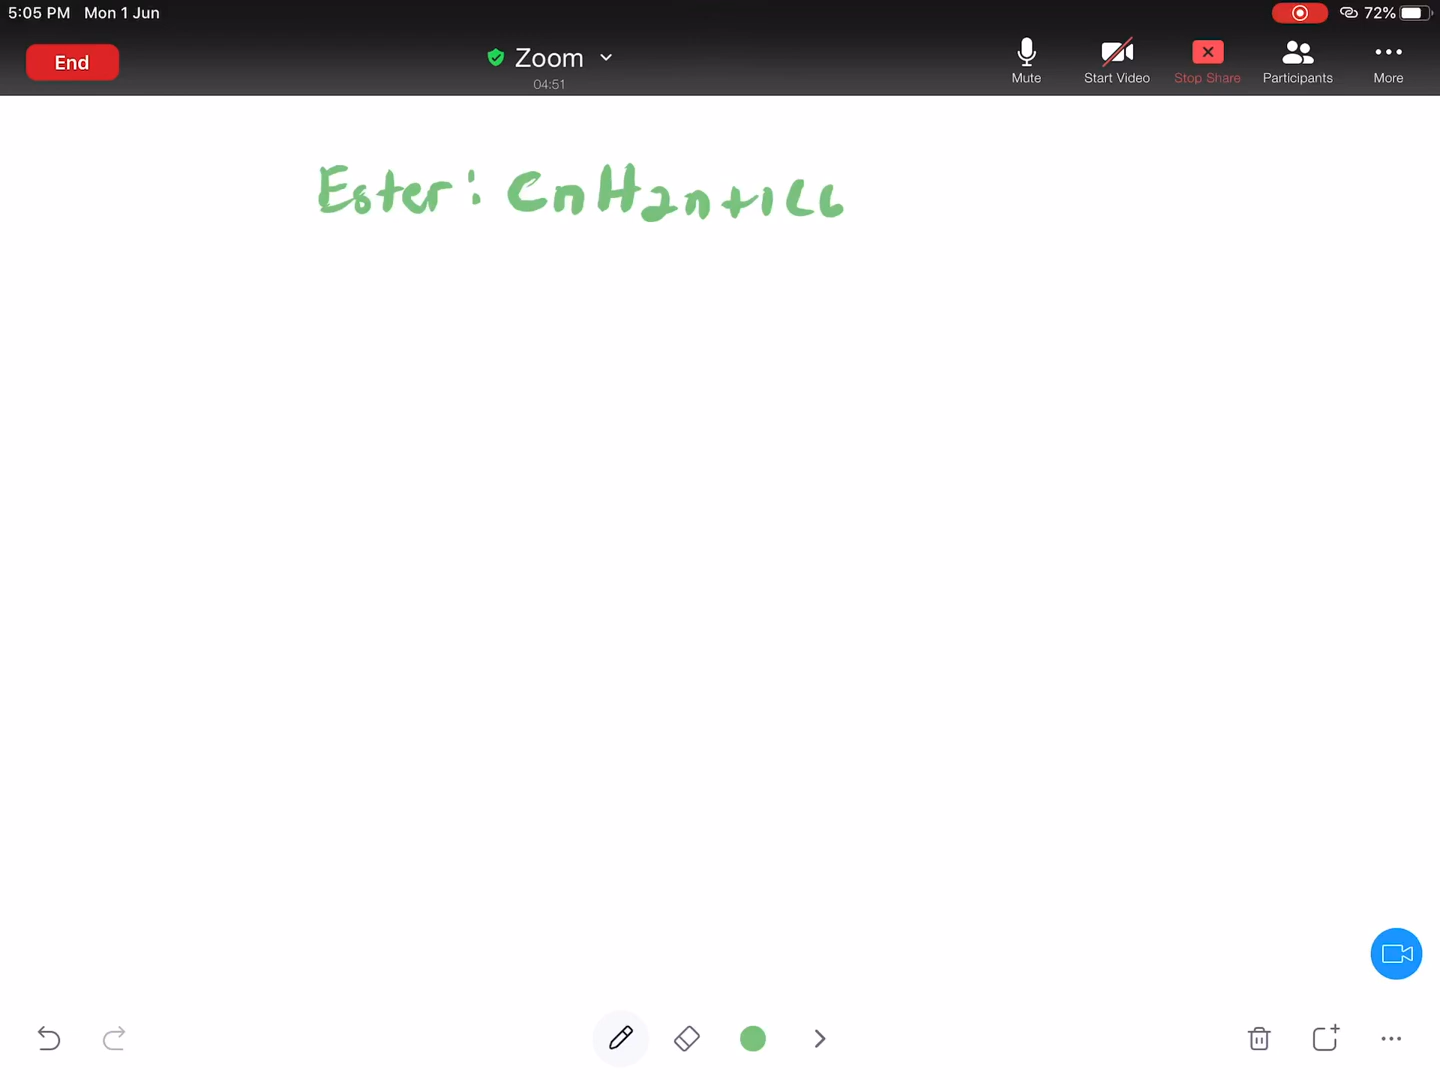 5:05 PM Mon 1 Jun
72%
End
Zoom
04:51
Mute
Start Video
Stop Share
Participants
More
Ester: CnH2n+1